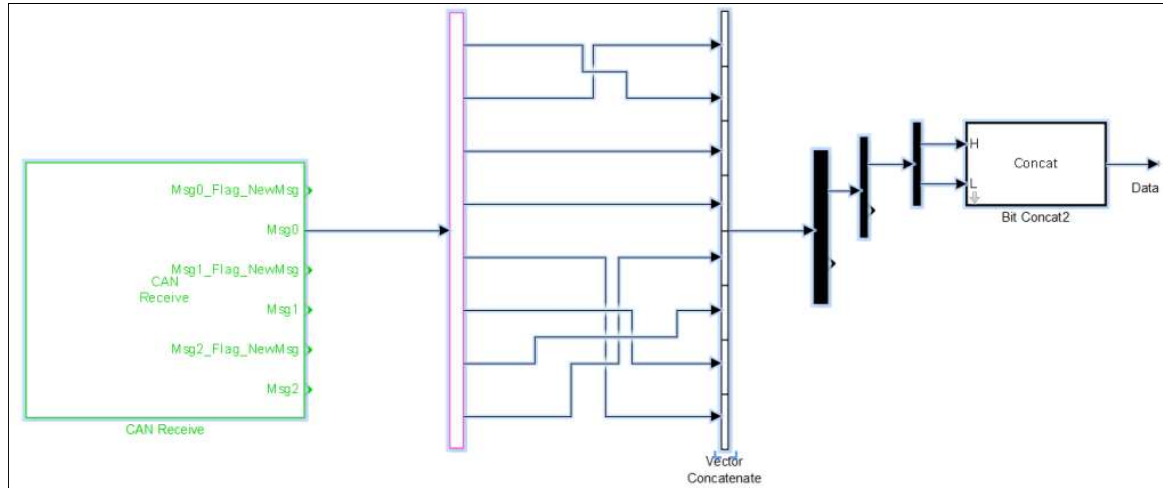 Msg0_Flag_NewMsg
Msg0
Msg1_Flag_NewMsg
CAN
Receive
Msg1
Msg2_Flag_NewMsg
Msg2
CAN Receive
Vector
Concatenate
H
Concat
L
Bit Concat2
Data